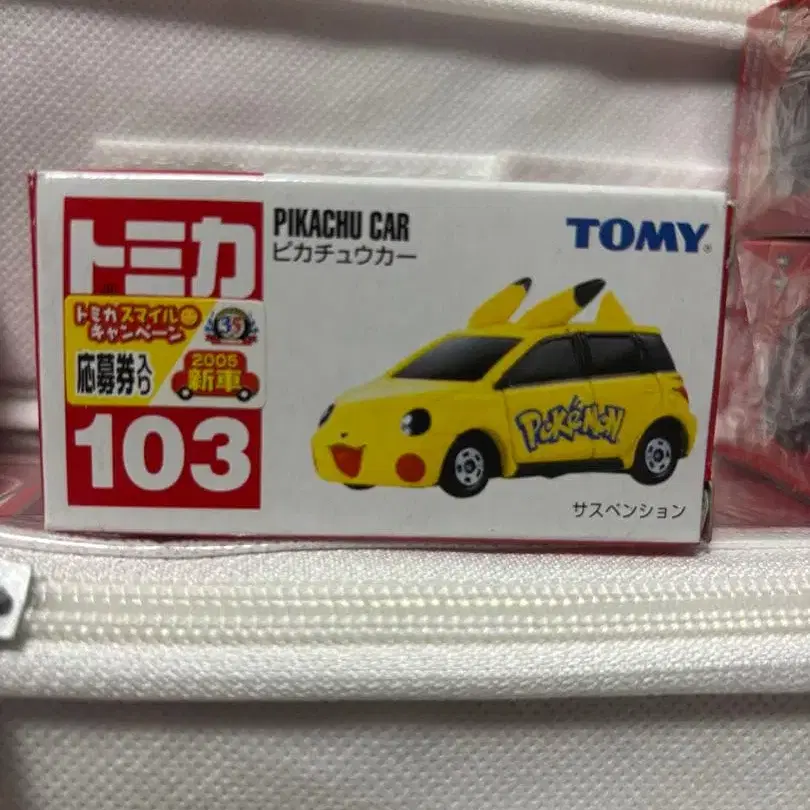 トミカ
PIKACHU CAR
ピカチュウカー
TOMY®
トミカスマイル
キャンペーン
35
応募券入り
2005
新車
103
POKéMON
サスペンション